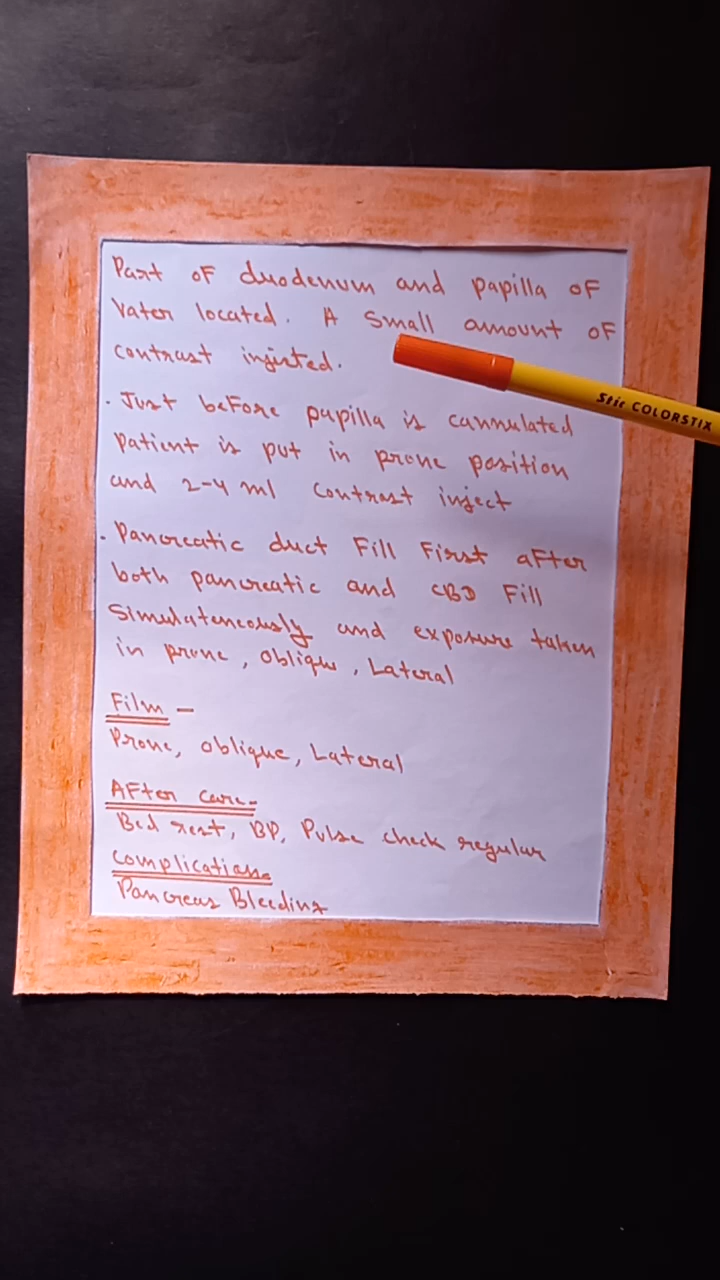 Part of duodenum and papilla of
Vater located. A small amount of
contrast injected.
. Just before papilla is cannulated
patient is put in prone position
and 2-4 ml contrast inject
. Pancreatic duct Fill First after
both pancreatic and CBD Fill
simulateneously and exposure taken
in prone, oblique, Lateral
Film -
Prone, oblique, Lateral
After care-
Bed rest, BP, Pulse check regular
complication-
Pancreas Bleeding
Stic COLORSTIX